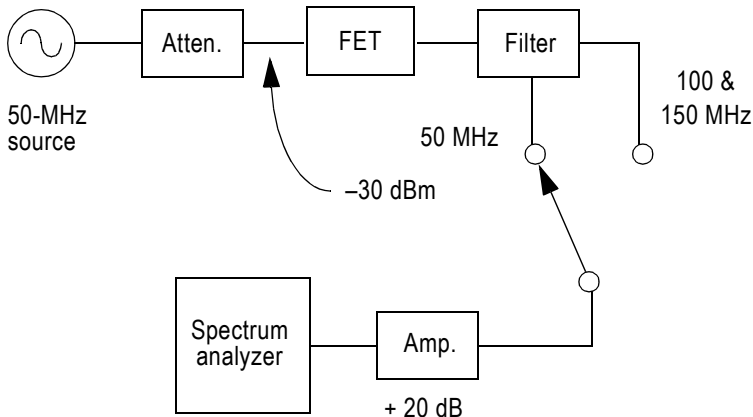 Atten.
FET
Filter
50-MHz
source
100 &
150 MHz
50 MHz
–30 dBm
Spectrum
analyzer
Amp.
+ 20 dB